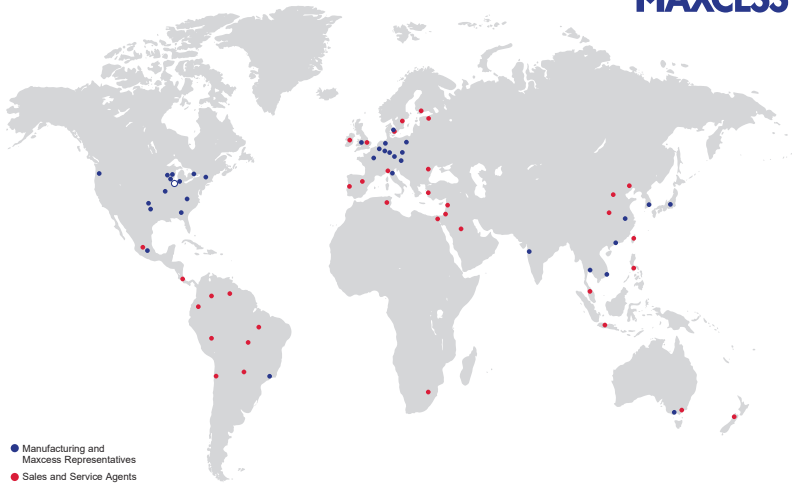 MAXCESS
Manufacturing and
Maxcess Representatives
Sales and Service Agents